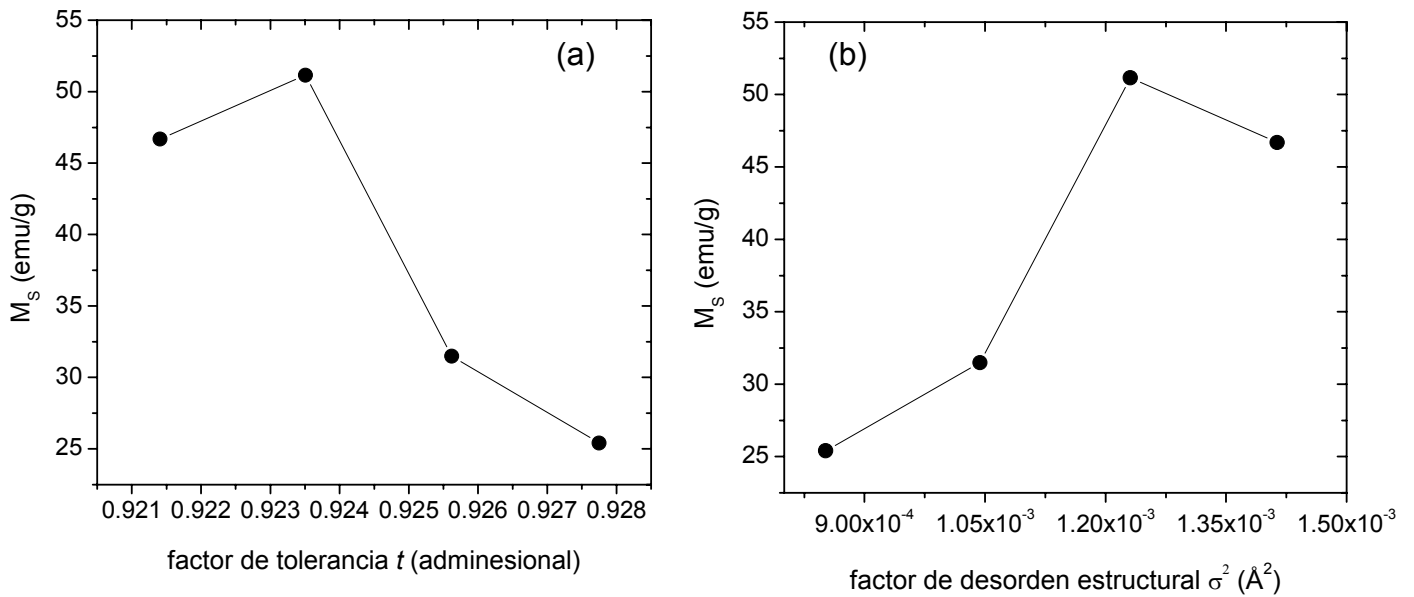 (a)
55
50
45
40
35
30
25
M_S (emu/g)
0.921 0.922 0.923 0.924 0.925 0.926 0.927 0.928
factor de tolerancia t (adminesional)
(b)
55
50
45
40
35
30
25
M_S (emu/g)
9.00x10⁻⁴ 1.05x10⁻³ 1.20x10⁻³ 1.35x10⁻³ 1.50x10⁻³
factor de desorden estructural σ² (Å²)